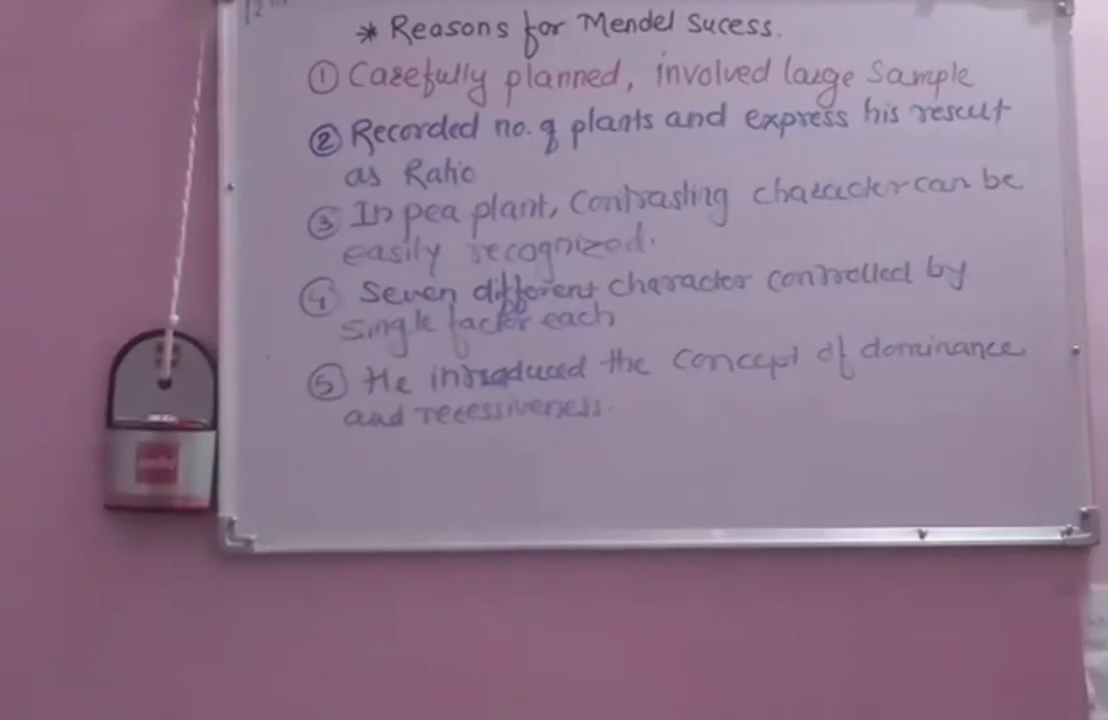 * Reasons for Mendel Sucess.
① Carefully planned, involved large Sample
② Recorded no. of plants and express his result
as Ratio
③ In pea plant, Contrasting character can be
easily recognized.
④ Seven different character controlled by
Single factor each
⑤ He introduced the concept of dominance
and recessiveness.